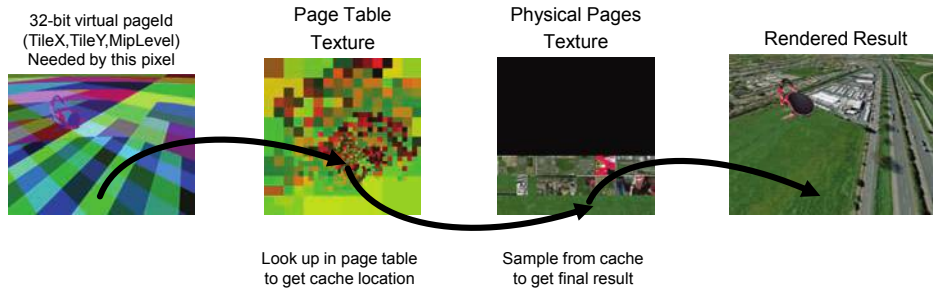 32-bit virtual pageId
(TileX,TileY,MipLevel)
Needed by this pixel
Page Table
Texture
Physical Pages
Texture
Rendered Result
Look up in page table
to get cache location
Sample from cache
to get final result